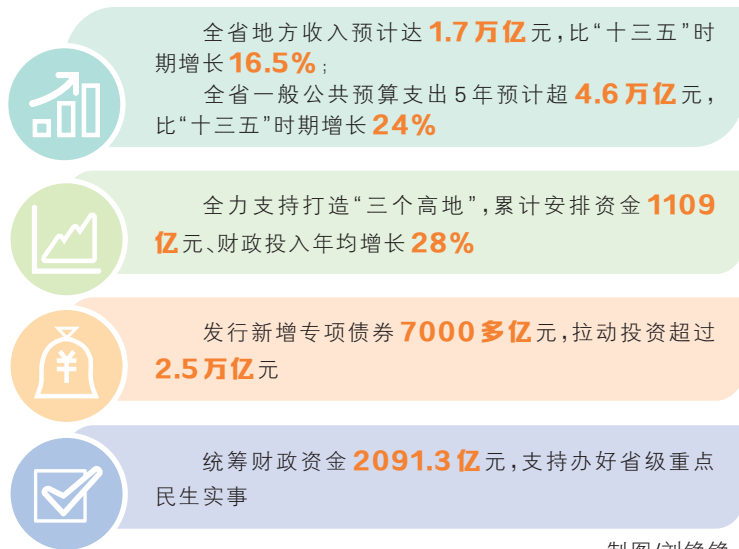 全省地方收入预计达1.7万亿元,比“十三五”时
期增长16.5%;
全省一般公共预算支出5年预计超4.6万亿元,
比“十三五”时期增长24%
全力支持打造“三个高地”,累计安排资金1109
亿元、财政投入年均增长28%
发行新增专项债券7000多亿元,拉动投资超过
2.5万亿元
统筹财政资金2091.3亿元,支持办好省级重点
民生实事
制图/刘铮铮